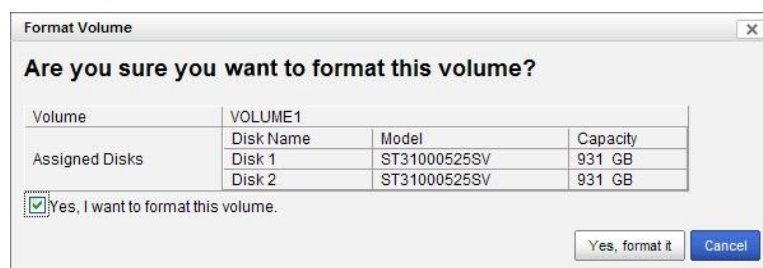 Format Volume
Are you sure you want to format this volume?
Volume VOLUME1
Assigned Disks
Disk Name Model Capacity
Disk 1 ST31000525SV 931 GB
Disk 2 ST31000525SV 931 GB
Yes, I want to format this volume.
Yes, format it Cancel